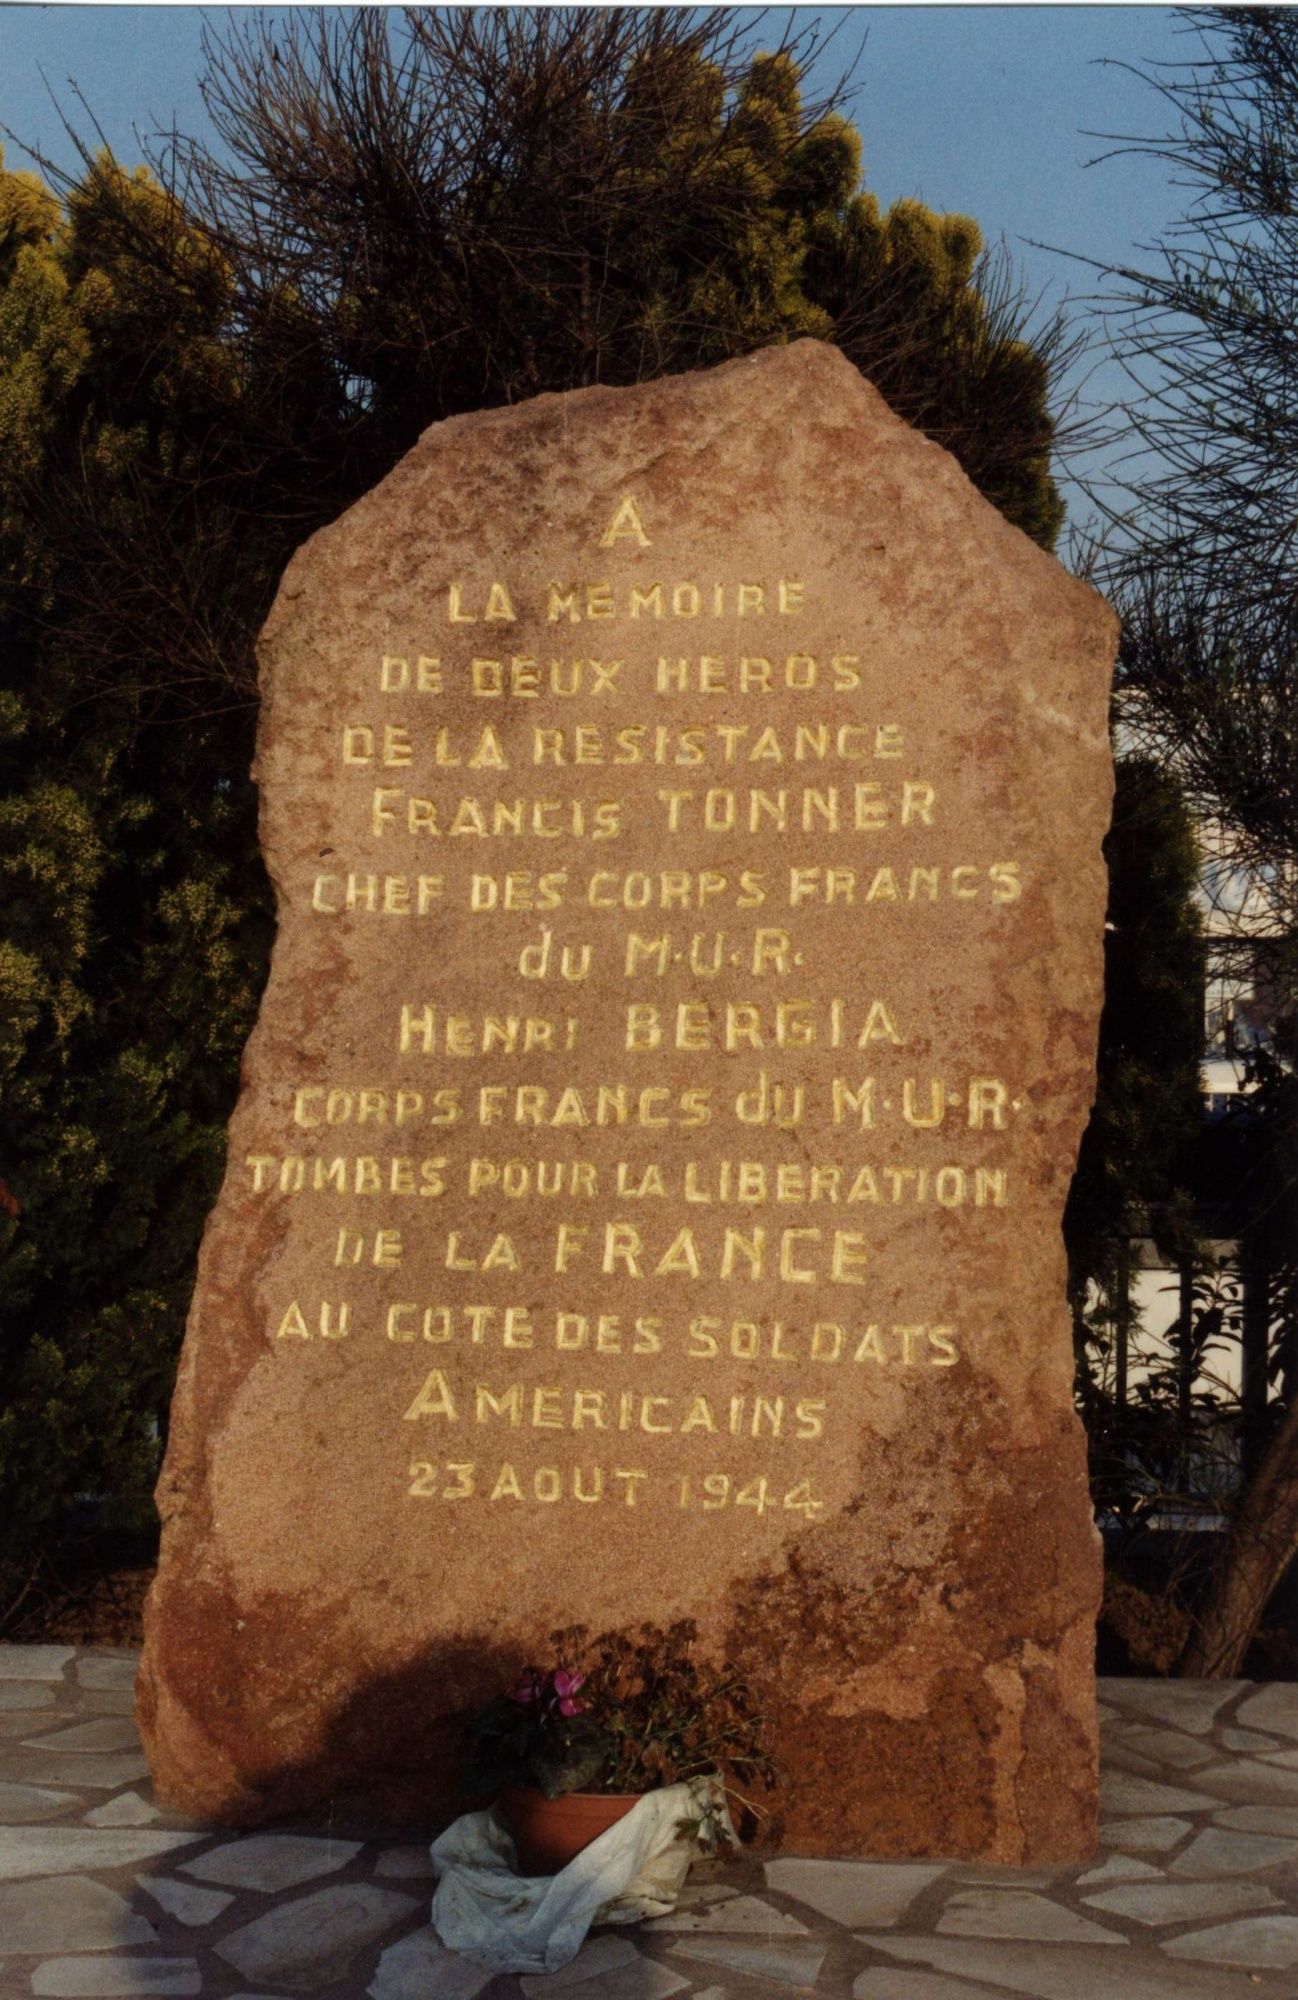 A
LA MEMOIRE
DE DEUX HEROS
DE LA RESISTANCE
FRANCIS TONNER
CHEF DES CORPS FRANCS
du M.U.R.
HENRI BERGIA
CORPS FRANCS du M.U.R.
TOMBES POUR LA LIBERATION
DE LA FRANCE
AU COTE DES SOLDATS
AMERICAINS
23 AOUT 1944